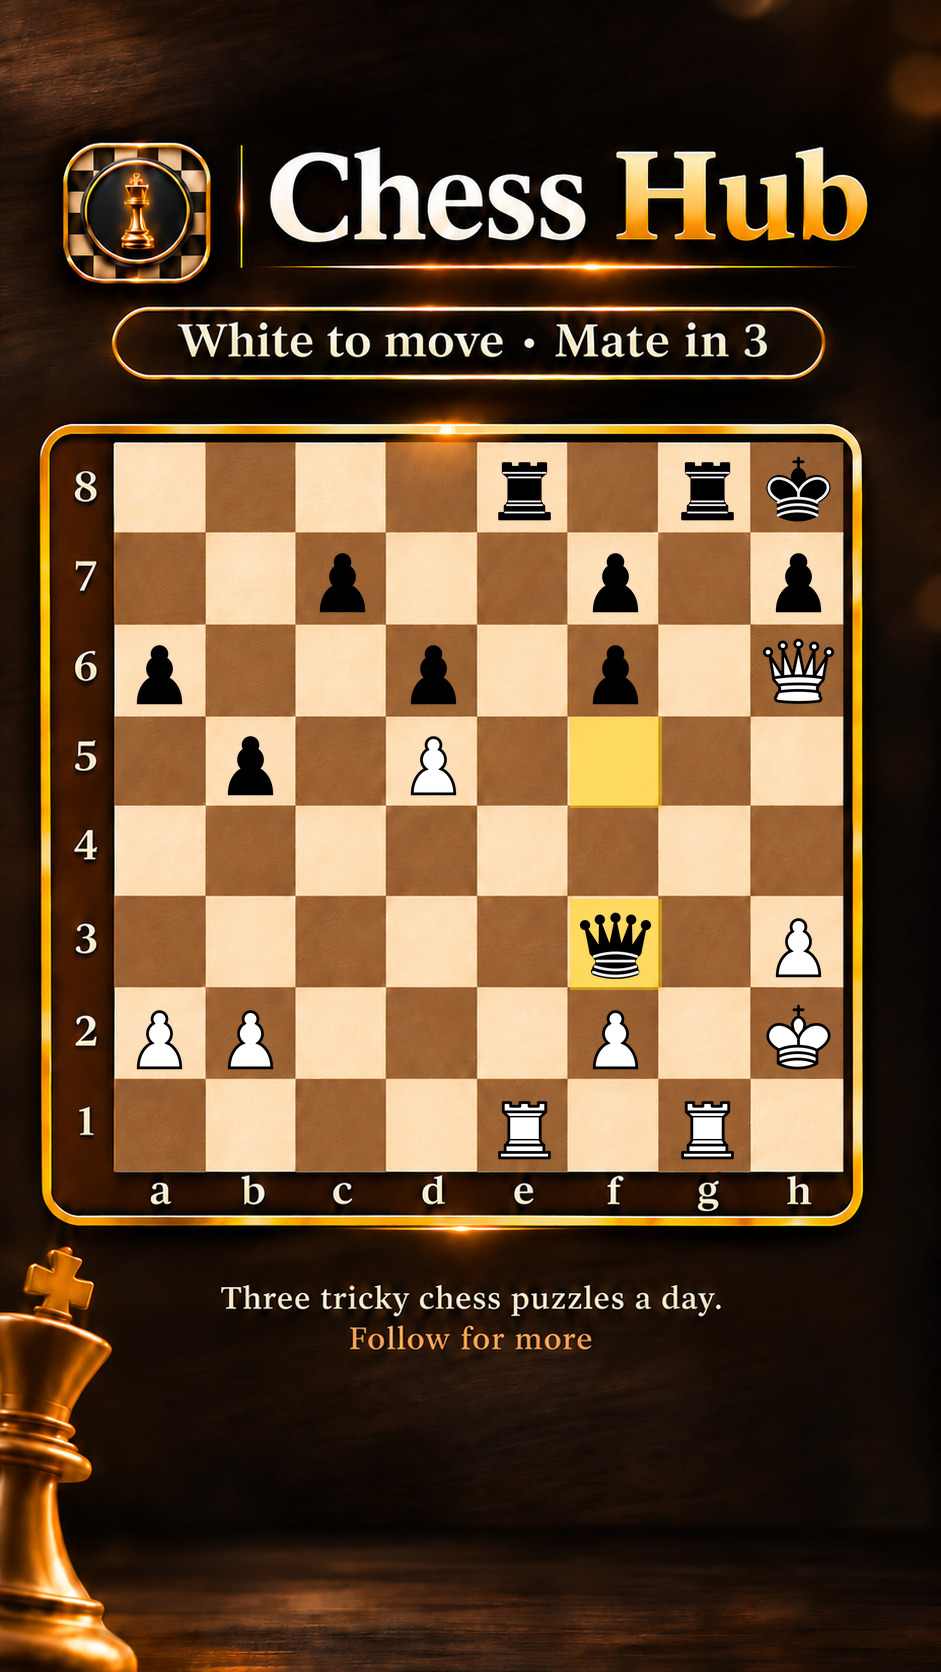 Chess Hub
White to move • Mate in 3
8
7
6
5
4
3
2
1
a b c d e f g h
Three tricky chess puzzles a day.
Follow for more